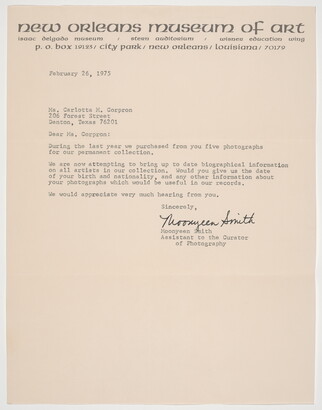 new orleans museum of art
isaac delgado museum / stern auditorium / wisner education wing
p. o. box 19123 / city park / new orleans / louisiana / 70179
February 26, 1975
Ms. Carlotta M. Corpron
206 Forest Street
Denton, Texas 76201
Dear Ms. Corpron:
During the last year we purchased from you five photographs
for our permanent collection.
We are now attempting to bring up to date biographical information
on all artists in our collection. Would you give us the date
of your birth and nationality, and any other information about
your photographs which would be useful in our records.
We would appreciate very much hearing from you.
Sincerely,
Moonyeen Smith
Moonyeen Smith
Assistant to the Curator
of Photography